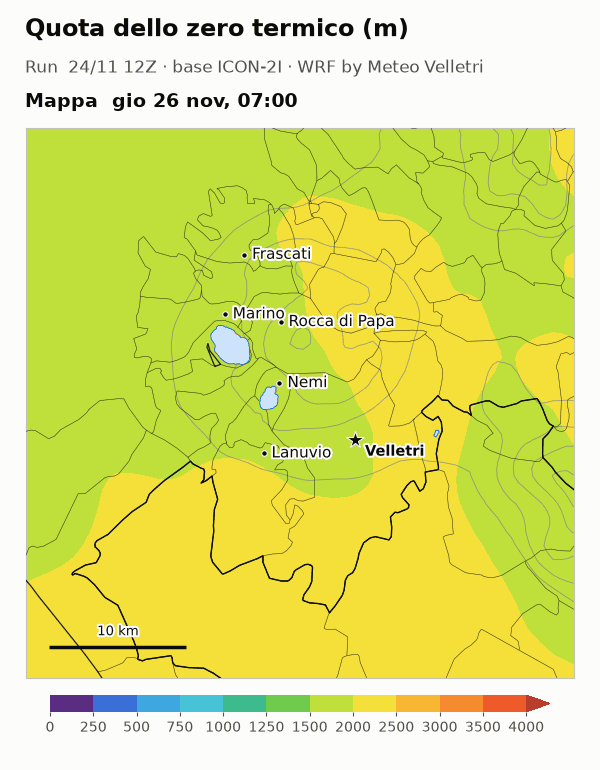 Quota dello zero termico (m)
Run  24/11 12Z · base ICON-2I · WRF by Meteo Velletri
Mappa  gio 26 nov, 07:00
Frascati
Marino
Rocca di Papa
Nemi
Velletri
Lanuvio
10 km
0 250 500 750 1000 1250 1500 2000 2500 3000 3500 4000